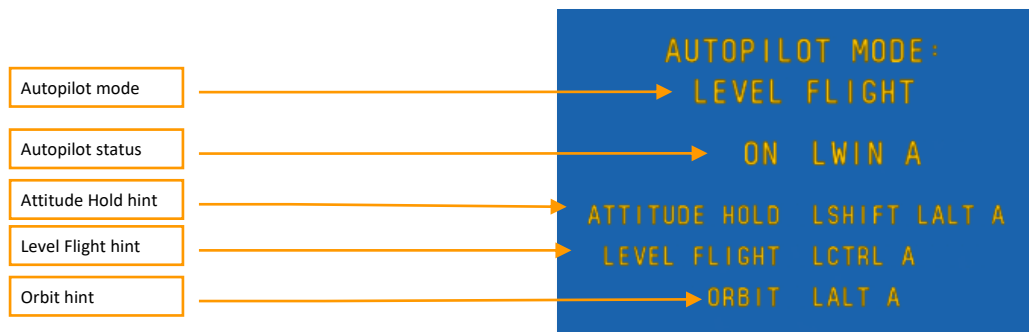 AUTOPILOT MODE:
Autopilot mode
LEVEL FLIGHT
Autopilot status
ON LWIN A
Attitude Hold hint
ATTITUDE HOLD LSHIFT LALT A
Level Flight hint
LEVEL FLIGHT LCTRL A
Orbit hint
ORBIT LALT A